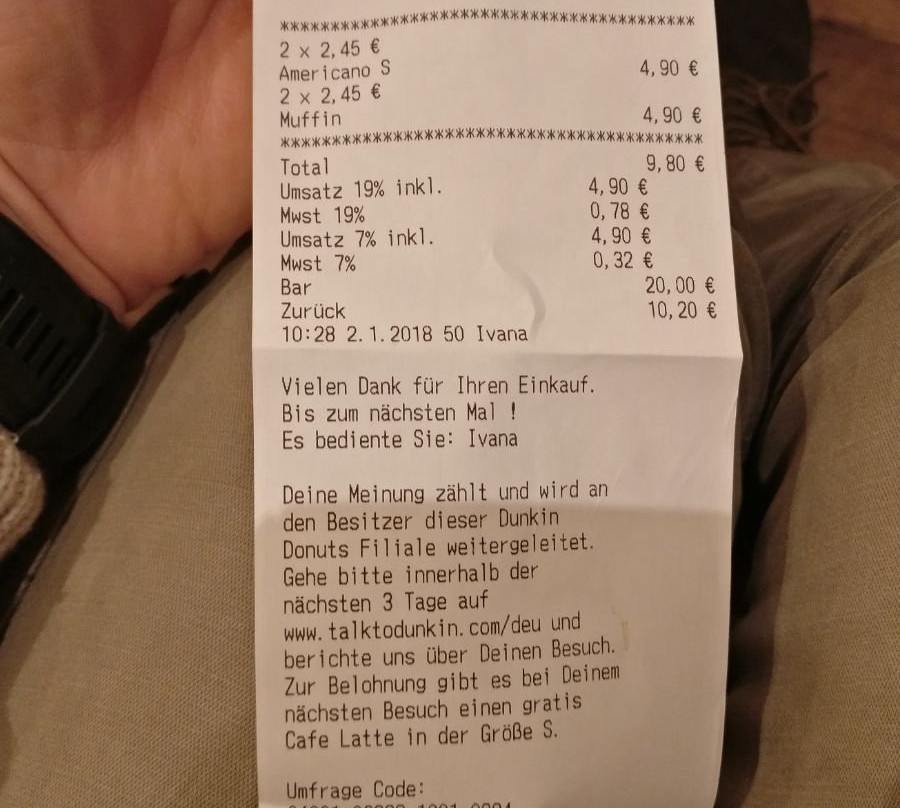 ****************************************
2 x 2,45 €
Americano S 4,90 €
2 x 2,45 €
Muffin 4,90 €
****************************************
Total 9,80 €
Umsatz 19% inkl. 4,90 €
Mwst 19% 0,78 €
Umsatz 7% inkl. 4,90 €
Mwst 7% 0,32 €
Bar 20,00 €
Zurück 10,20 €
10:28 2.1.2018 50 Ivana
Vielen Dank für Ihren Einkauf.
Bis zum nächsten Mal !
Es bediente Sie: Ivana
Deine Meinung zählt und wird an
den Besitzer dieser Dunkin
Donuts Filiale weitergeleitet.
Gehe bitte innerhalb der
nächsten 3 Tage auf
www.talktodunkin.com/deu und
berichte uns über Deinen Besuch.
Zur Belohnung gibt es bei Deinem
nächsten Besuch einen gratis
Cafe Latte in der Größe S.
Umfrage Code: